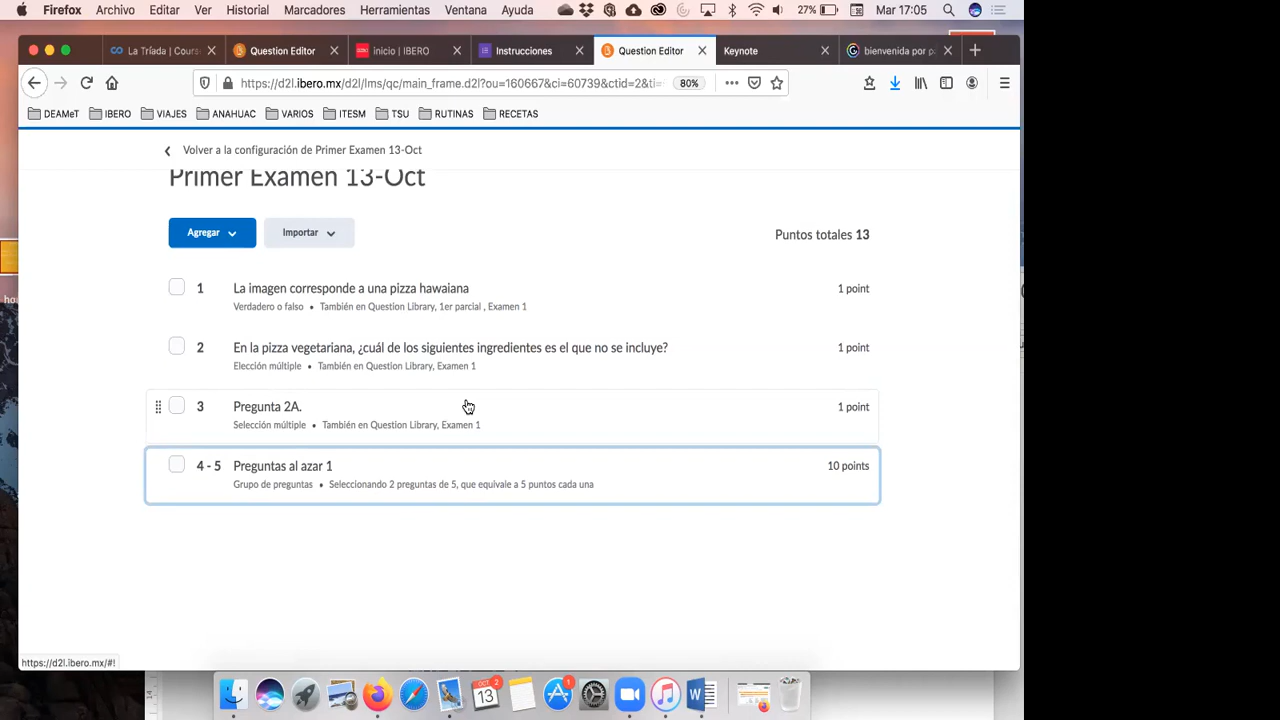 Firefox Archivo Editar Ver Historial Marcadores Herramientas Ventana Ayuda 27% Mar 17:05
La Tríada | Cours Question Editor inicio | IBERO Instrucciones Question Editor Keynote bienvenida por p
https://d2l.ibero.mx/d2l/lms/qc/main_frame.d2l?ou=160667&ci=60739&ctid=2&ti= 80%
DEAMeT IBERO VIAJES ANAHUAC VARIOS ITESM TSU RUTINAS RECETAS
Volver a la configuración de Primer Examen 13-Oct
Primer Examen 13-Oct
Agregar Importar Puntos totales 13
1 La imagen corresponde a una pizza hawaiana 1 point
Verdadero o falso • También en Question Library, 1er parcial , Examen 1
2 En la pizza vegetariana, ¿cuál de los siguientes ingredientes es el que no se incluye? 1 point
Elección múltiple • También en Question Library, Examen 1
3 Pregunta 2A. 1 point
Selección múltiple • También en Question Library, Examen 1
4 - 5 Preguntas al azar 1 10 points
Grupo de preguntas • Seleccionando 2 preguntas de 5, que equivale a 5 puntos cada una
https://d2l.ibero.mx/#!
OCT 2 1
13